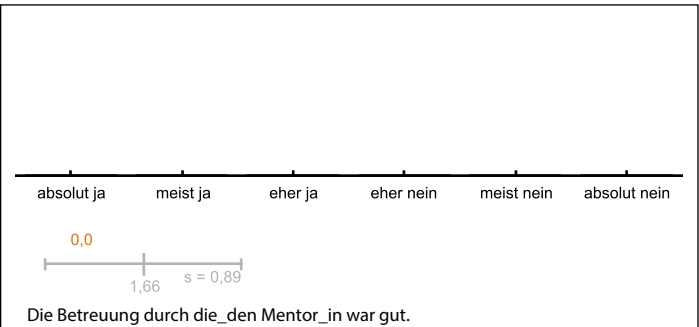 absolut ja meist ja eher ja eher nein meist nein absolut nein
0,0
1,66 s = 0,89
Die Betreuung durch die_den Mentor_in war gut.